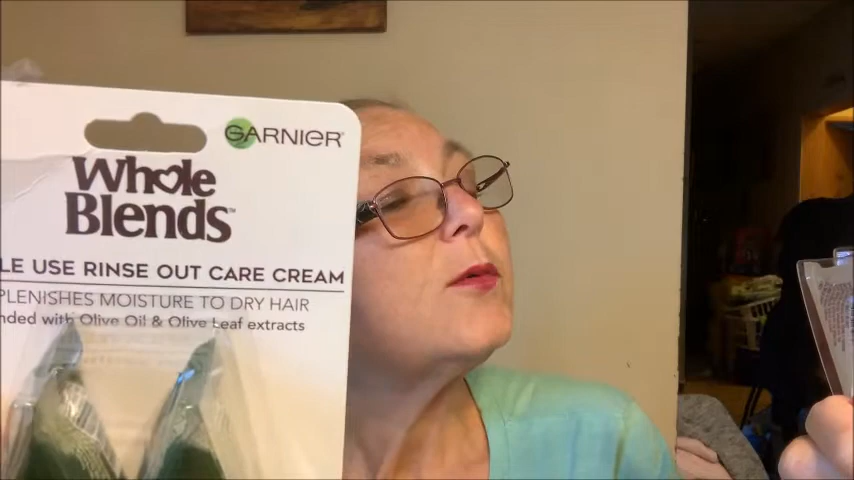 GARNIER
Whole
Blends™
LE USE RINSE OUT CARE CREAM
PLENISHES MOISTURE TO DRY HAIR
nded with Olive Oil & Olive Leaf extracts